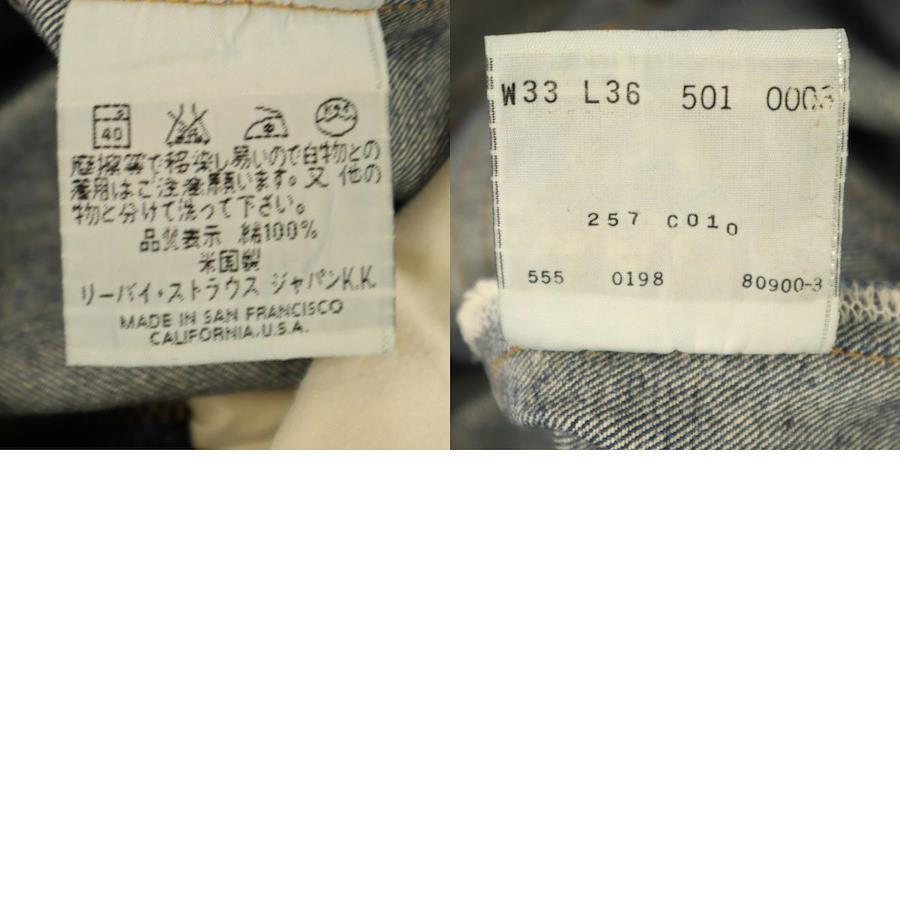 40
摩擦等で移染し易いので白物との
着用はご注意願います。又 他の
物と分けて洗って下さい。
品質表示 綿100%
米国製
リーバイ・ストラウス ジャパンK.K.
MADE IN SAN FRANCISCO
CALIFORNIA,U.S.A.
W33 L36 501 0003
257 C010
555 0198 80900-3